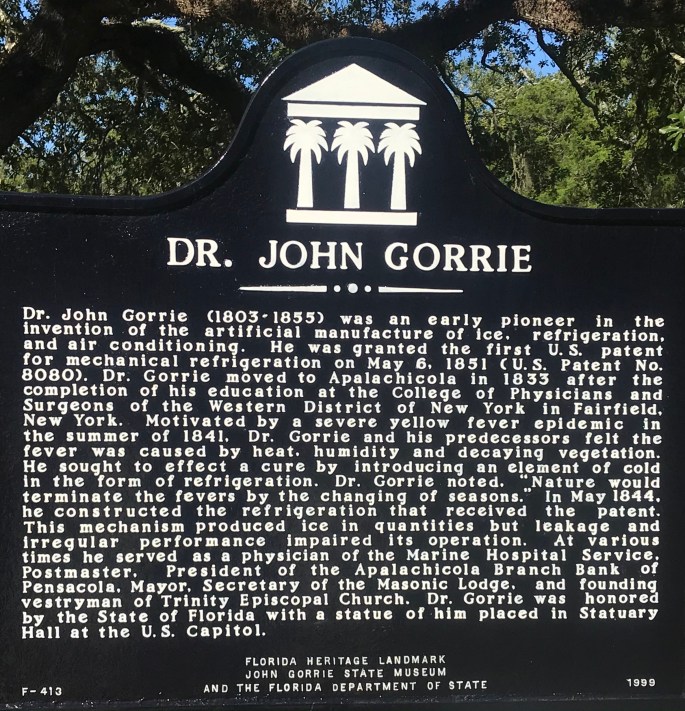 DR. JOHN GORRIE
Dr. John Gorrie (1803-1855) was an early pioneer in the
invention of the artificial manufacture of ice, refrigeration,
and air conditioning. He was granted the first U.S. patent
for mechanical refrigeration on May 6, 1851 (U.S. Patent No.
8080). Dr. Gorrie moved to Apalachicola in 1833 after the
completion of his education at the College of Physicians and
Surgeons of the Western District of New York in Fairfield,
New York. Motivated by a severe yellow fever epidemic in
the summer of 1841, Dr. Gorrie and his predecessors felt the
fever was caused by heat, humidity and decaying vegetation.
He sought to effect a cure by introducing an element of cold
in the form of refrigeration. Dr. Gorrie noted, "Nature would
terminate the fevers by the changing of seasons." In May 1844,
he constructed the refrigeration that received the patent.
This mechanism produced ice in quantities but leakage and
irregular performance impaired its operation. At various
times he served as a physician of the Marine Hospital Service,
Postmaster, President of the Apalachicola Branch Bank of
Pensacola, Mayor, Secretary of the Masonic Lodge, and founding
vestryman of Trinity Episcopal Church. Dr. Gorrie was honored
by the State of Florida with a statue of him placed in Statuary
Hall at the U.S. Capitol.
FLORIDA HERITAGE LANDMARK
JOHN GORRIE STATE MUSEUM
F-413 AND THE FLORIDA DEPARTMENT OF STATE 1999